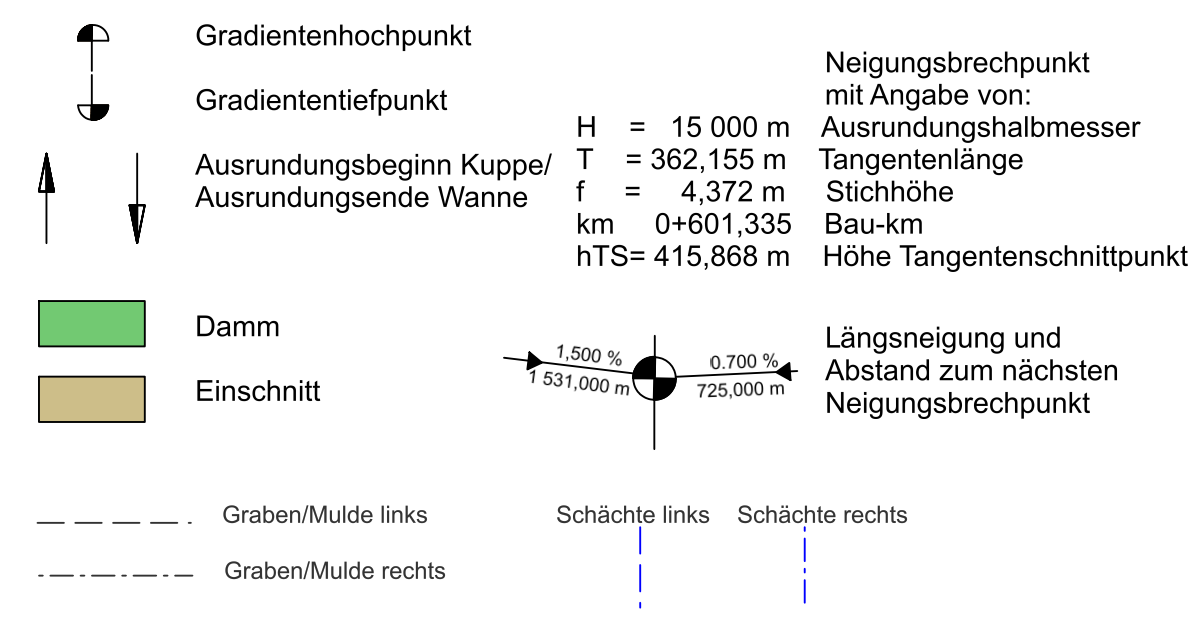 Gradientenhochpunkt
Gradiententiefpunkt
Ausrundungsbeginn Kuppe/
Ausrundungsende Wanne
Neigungsbrechpunkt
mit Angabe von:
H = 15 000 m Ausrundungshalbmesser
T = 362,155 m Tangentenlänge
f = 4,372 m Stichhöhe
km 0+601,335 Bau-km
hTS= 415,868 m Höhe Tangentenschnittpunkt
Damm
Einschnitt
1,500 %
1 531,000 m
0.700 %
725,000 m
Längsneigung und
Abstand zum nächsten
Neigungsbrechpunkt
Graben/Mulde links
Graben/Mulde rechts
Schächte links
Schächte rechts